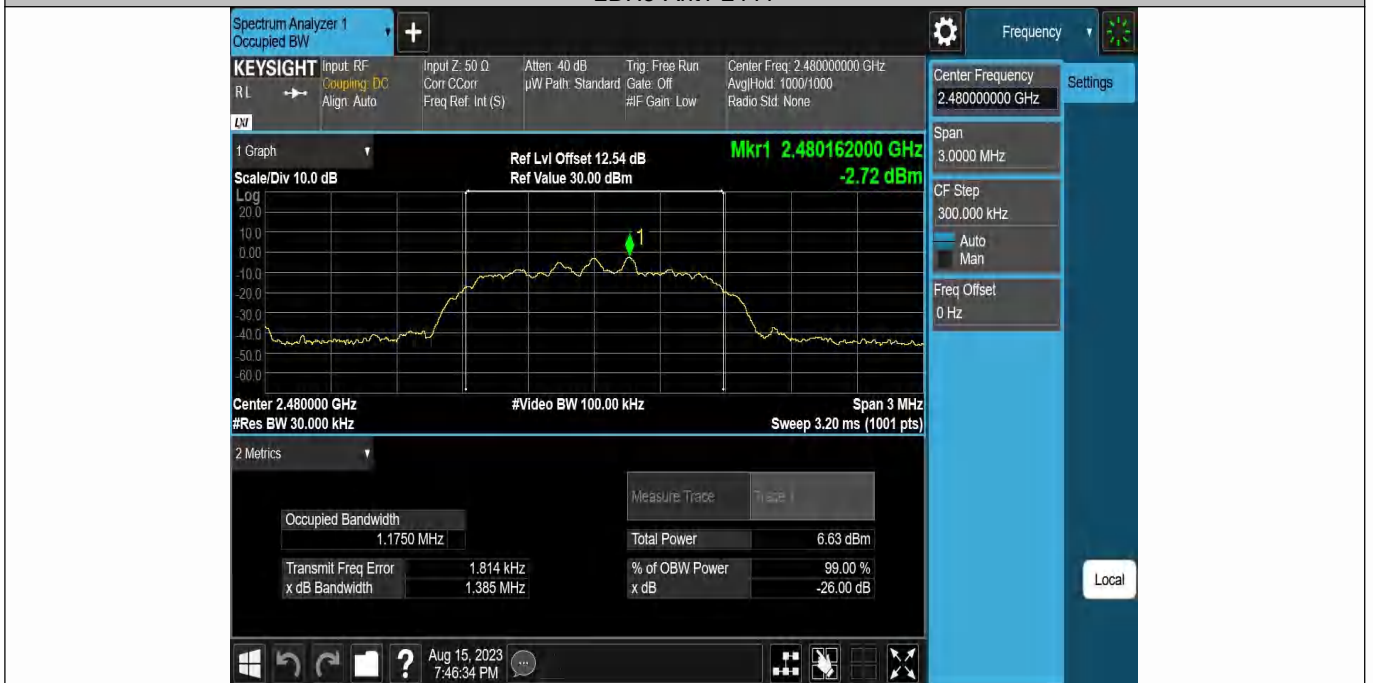 Spectrum Analyzer 1
Occupied BW
+
Frequency
KEYSIGHT
RL
LXI
Input: RF
Coupling: DC
Align: Auto
Input Z: 50 Ω
Corr CCorr
Freq Ref: Int (S)
Atten: 40 dB
µW Path: Standard
Trig: Free Run
Gate: Off
#IF Gain: Low
Center Freq: 2.480000000 GHz
Avg|Hold: 1000/1000
Radio Std: None
Center Frequency
2.480000000 GHz
Settings
Span
3.0000 MHz
CF Step
300.000 kHz
Auto
Man
Freq Offset
0 Hz
Local
1 Graph
Scale/Div 10.0 dB
Ref Lvl Offset 12.54 dB
Ref Value 30.00 dBm
Mkr1 2.480162000 GHz
-2.72 dBm
Log
20.0
10.0
0.00
-10.0
-20.0
-30.0
-40.0
-50.0
-60.0
1
Center 2.480000 GHz
#Res BW 30.000 kHz
#Video BW 100.00 kHz
Span 3 MHz
Sweep 3.20 ms (1001 pts)
2 Metrics
Measure Trace
Trace 1
Occupied Bandwidth
1.1750 MHz
Total Power 6.63 dBm
Transmit Freq Error 1.814 kHz
% of OBW Power 99.00 %
x dB Bandwidth 1.385 MHz
x dB -26.00 dB
?
Aug 15, 2023
7:46:34 PM